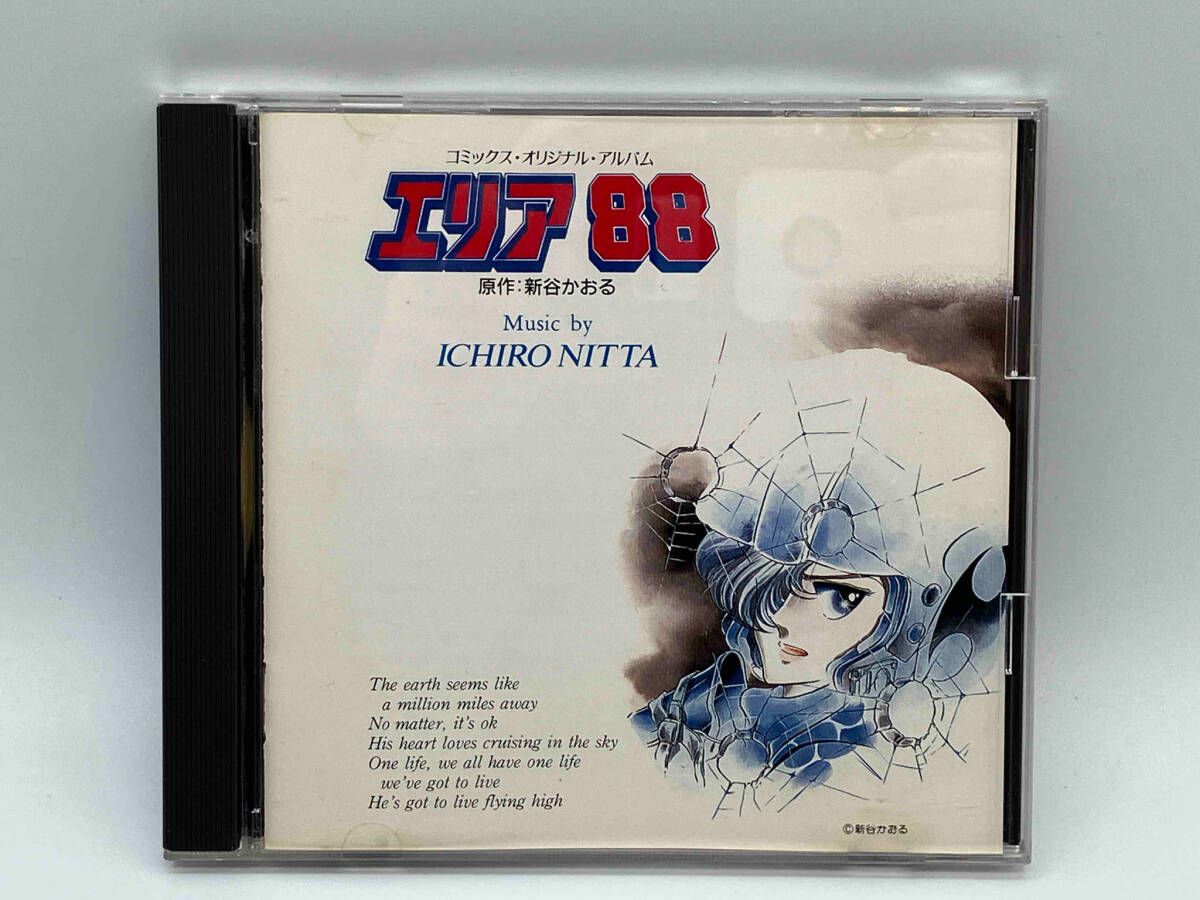 コミックス・オリジナル・アルバム
エリア 88
原作:新谷かおる
Music by
ICHIRO NITTA
The earth seems like
a million miles away
No matter, it's ok
His heart loves cruising in the sky
One life, we all have one life
we've got to live
He's got to live flying high
©新谷かおる